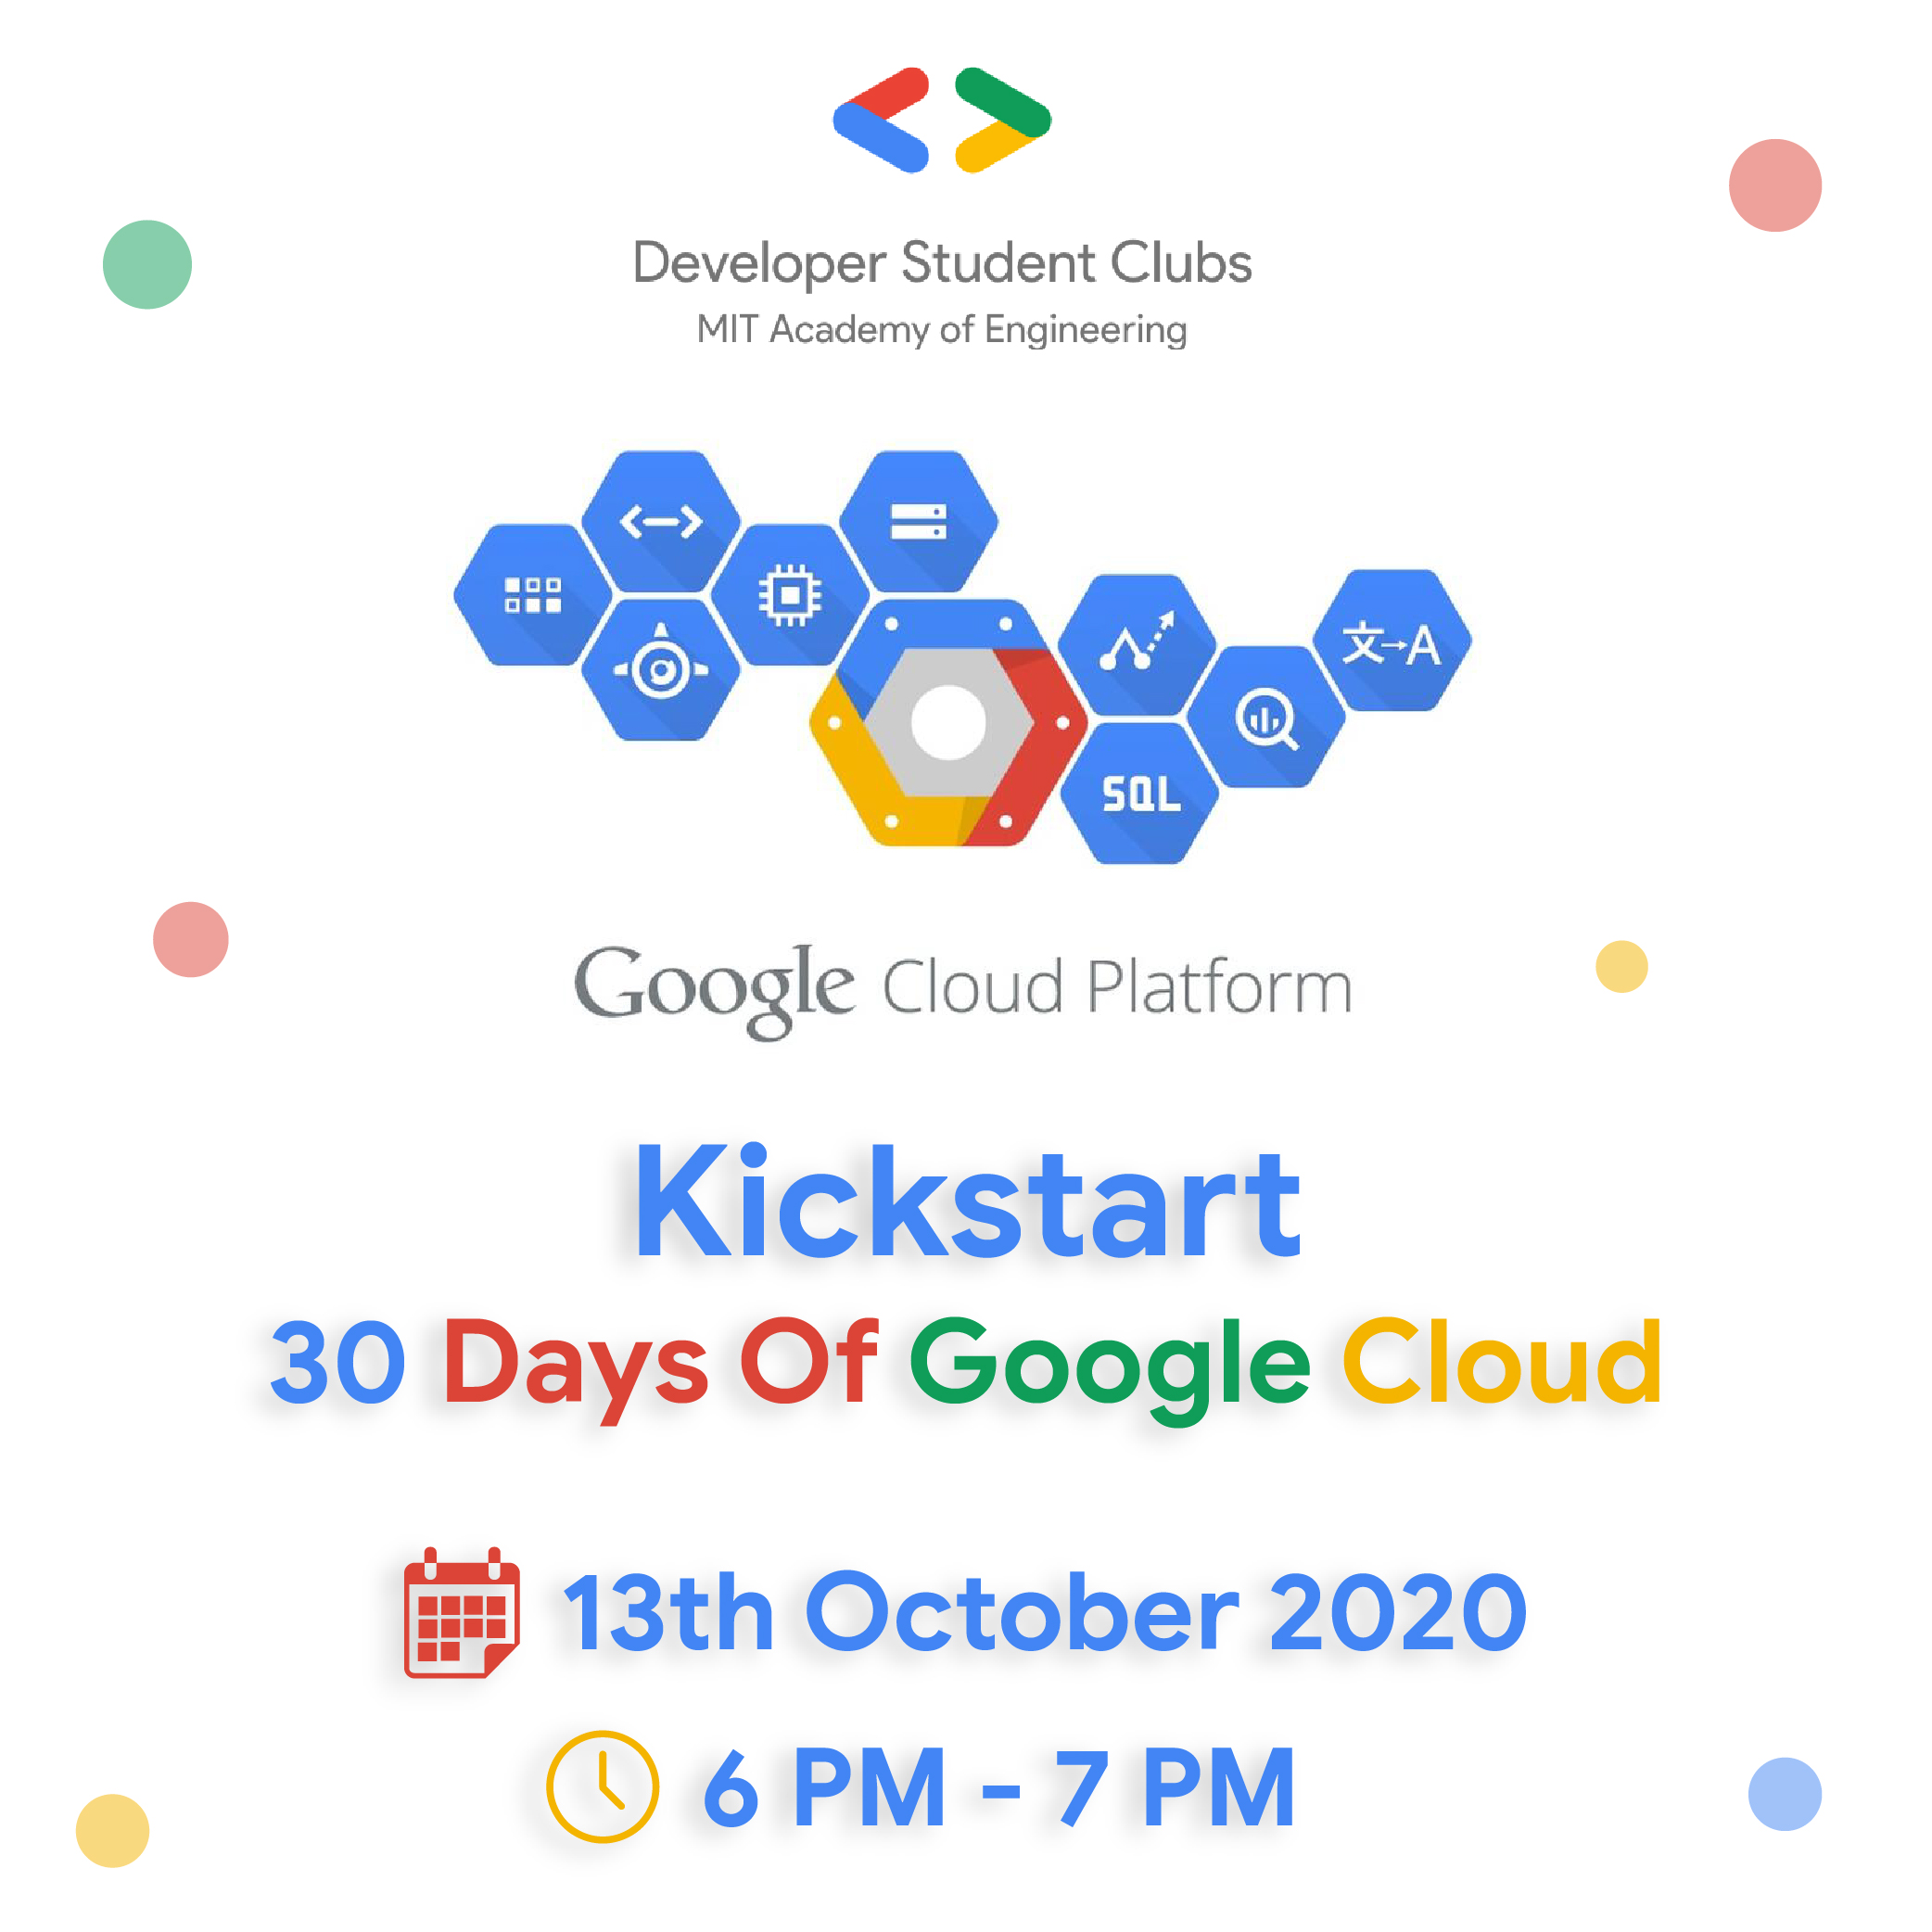 Developer Student Clubs
MIT Academy of Engineering
文→A
SQL
Google Cloud Platform
Kickstart
30 Days Of Google Cloud
13th October 2020
6 PM - 7 PM